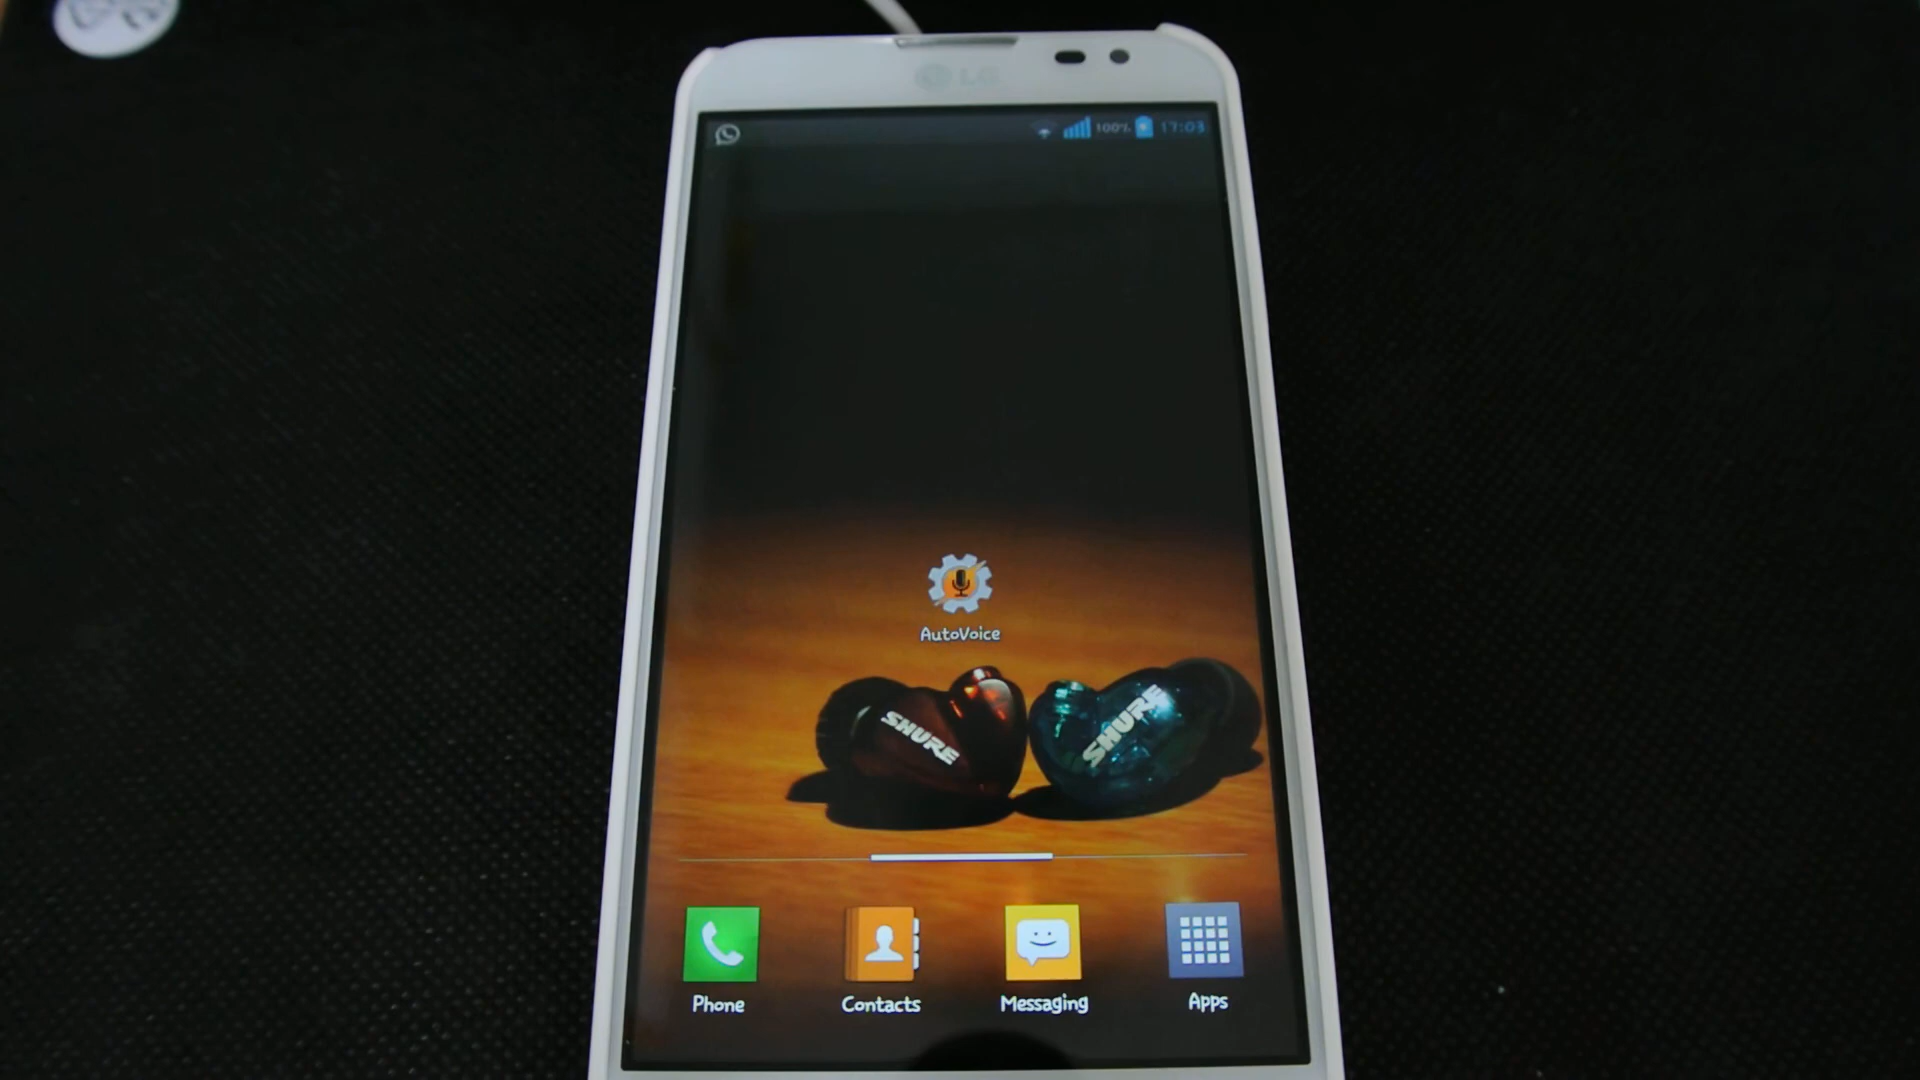 LG
100% 17:03
AutoVoice
SHURE SHURE
Phone Contacts Messaging Apps